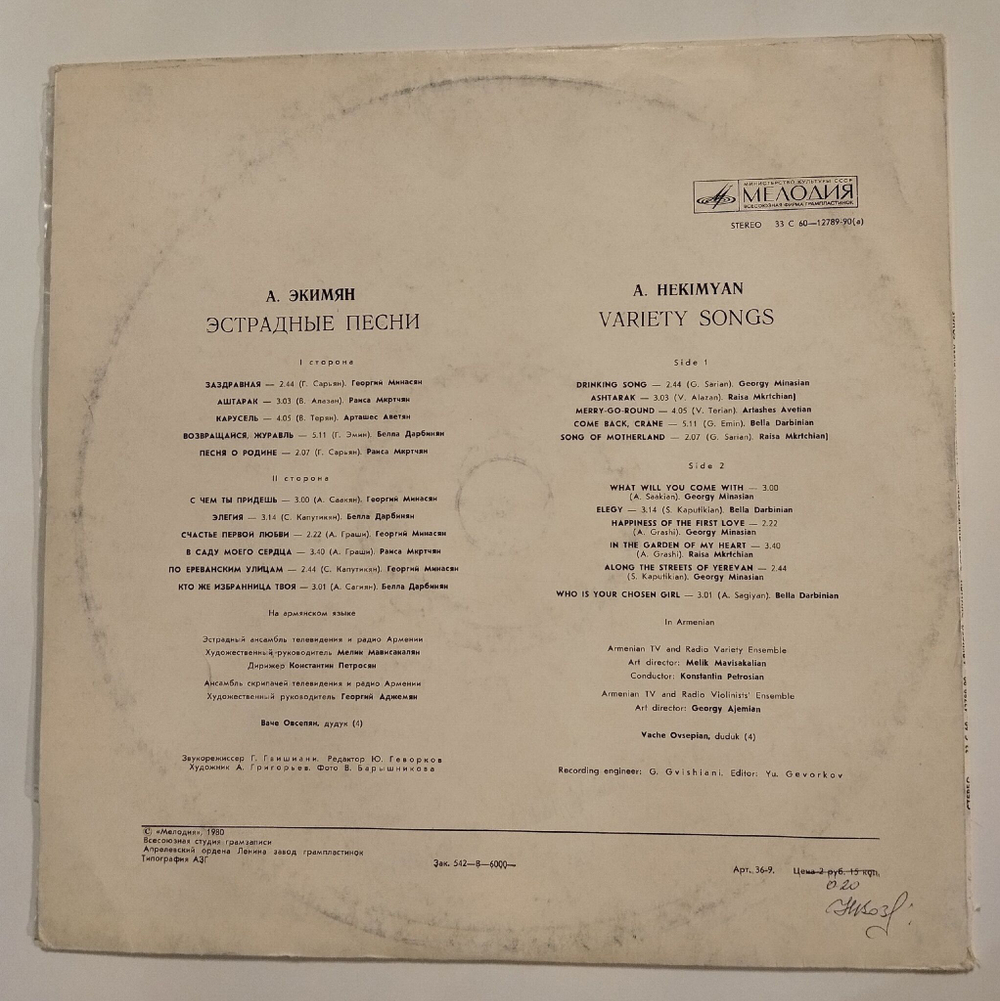 МИНИСТЕРСТВО КУЛЬТУРЫ СССР
МЕЛОДИЯ
ВСЕСОЮЗНАЯ ФИРМА ГРАМПЛАСТИНОК
STEREO 33 С 60—12789-90(а)
А. ЭКИМЯН
ЭСТРАДНЫЕ ПЕСНИ
I сторона
ЗАЗДРАВНАЯ — 2.44 (Г. Сарьян). Георгий Минасян
АШТАРАК — 3.03 (В. Алазан). Раиса Мкртчян
КАРУСЕЛЬ — 4.05 (В. Терян). Арташес Аветян
ВОЗВРАЩАЙСЯ, ЖУРАВЛЬ — 5.11 (Г. Эмин). Белла Дарбинян
ПЕСНЯ О РОДИНЕ — 2.07 (Г. Сарьян). Раиса Мкртчян
II сторона
С ЧЕМ ТЫ ПРИДЕШЬ — 3.00 (А. Саакян). Георгий Минасян
ЭЛЕГИЯ — 3.14 (С. Капутикян). Белла Дарбинян
СЧАСТЬЕ ПЕРВОЙ ЛЮБВИ — 2.22 (А. Граши). Георгий Минасян
В САДУ МОЕГО СЕРДЦА — 3.40 (А. Граши). Раиса Мкртчян
ПО ЕРЕВАНСКИМ УЛИЦАМ — 2.44 (С. Капутикян). Георгий Минасян
КТО ЖЕ ИЗБРАННИЦА ТВОЯ — 3.01 (А. Сагиян). Белла Дарбинян
На армянском языке
Эстрадный ансамбль телевидения и радио Армении
Художественный руководитель Мелик Мависакалян
Дирижер Константин Петросян
Ансамбль скрипачей телевидения и радио Армении
Художественный руководитель Георгий Аджемян
Ваче Овсепян, дудук (4)
Звукорежиссер Г. Гвишиани. Редактор Ю. Геворков
Художник А. Григорьев. Фото В. Барышникова
A. HEKIMYAN
VARIETY SONGS
Side 1
DRINKING SONG — 2.44 (G. Sarian). Georgy Minasian
ASHTARAK — 3.03 (V. Alazan). Raisa Mkrtchian)
MERRY-GO-ROUND — 4.05 (V. Terian). Artashes Avetian
COME BACK, CRANE — 5.11 (G. Emin). Bella Darbinian
SONG OF MOTHERLAND — 2.07 (G. Sarian). Raisa Mkrtchian)
Side 2
WHAT WILL YOU COME WITH — 3.00
(A. Saakian). Georgy Minasian
ELEGY — 3.14 (S. Kaputikian). Bella Darbinian
HAPPINESS OF THE FIRST LOVE — 2.22
(A. Grashi). Georgy Minasian
IN THE GARDEN OF MY HEART — 3.40
(A. Grashi). Raisa Mkrtchian
ALONG THE STREETS OF YEREVAN — 2.44
(S. Kaputikian). Georgy Minasian
WHO IS YOUR CHOSEN GIRL — 3.01 (A. Sagiyan). Bella Darbinian
In Armenian
Armenian TV and Radio Variety Ensemble
Art director: Melik Mavisakalian
Conductor: Konstantin Petrosian
Armenian TV and Radio Violinists' Ensemble
Art director: Georgy Ajemian
Vache Ovsepian, duduk (4)
Recording engineer: G. Gvishiani. Editor: Yu. Gevorkov
© «Мелодия», 1980
Всесоюзная студия грамзаписи
Апрелевский ордена Ленина завод грампластинок
Типография АЗГ
Зак. 542—В—6000—
Арт. 36-9. Цена 2 руб. 15 коп.
020